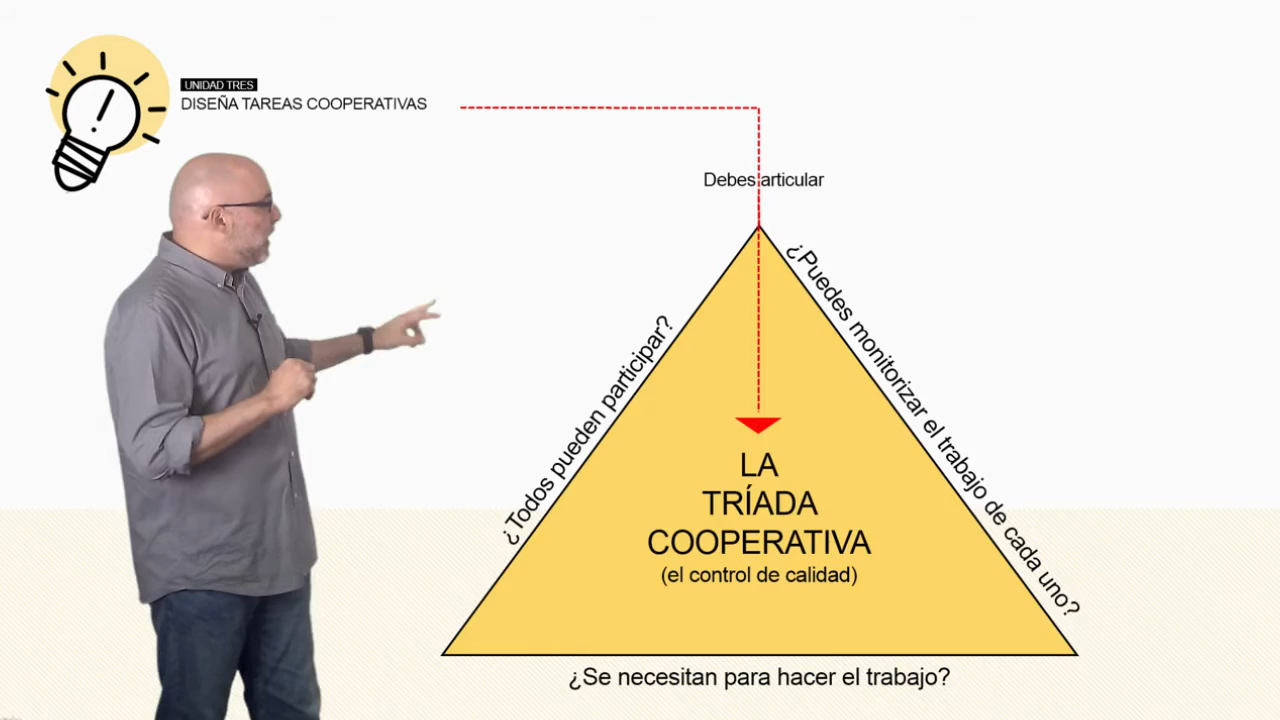 UNIDAD TRES
DISEÑA TAREAS COOPERATIVAS
Debes articular
¿Todos pueden participar?
¿Puedes monitorizar el trabajo de cada uno?
LA
TRÍADA
COOPERATIVA
(el control de calidad)
¿Se necesitan para hacer el trabajo?